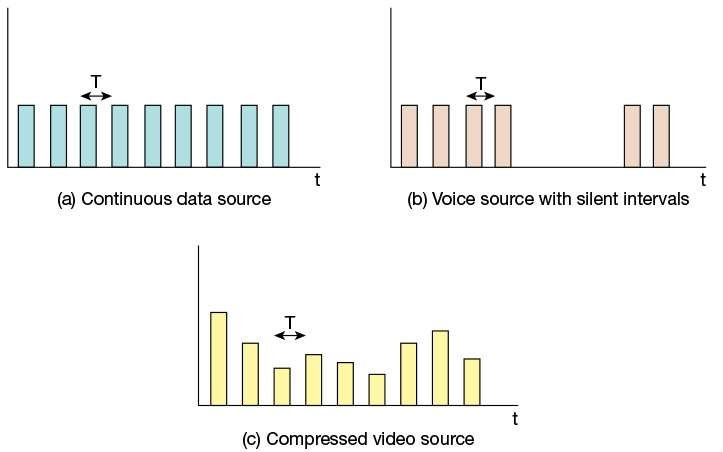 T
t
(a) Continuous data source
T
t
(b) Voice source with silent intervals
T
t
(c) Compressed video source